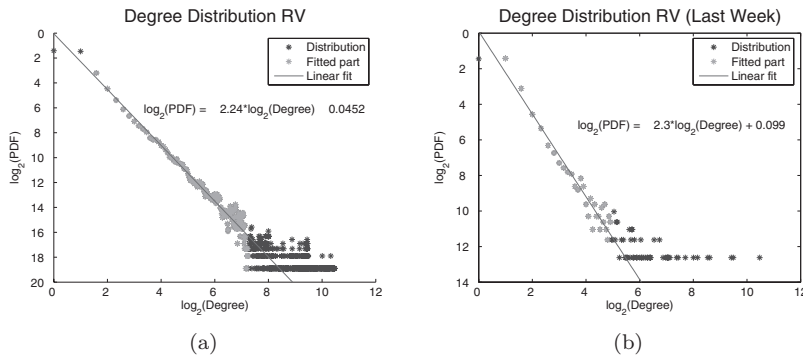 Degree Distribution RV
0
2
4
6
8
10
12
14
16
18
20
log2(PDF)
0 2 4 6 8 10 12
log2(Degree)
Distribution
Fitted part
Linear fit
log2(PDF) = 2.24*log2(Degree) 0.0452
(a)
Degree Distribution RV (Last Week)
0
2
4
6
8
10
12
14
log2(PDF)
0 2 4 6 8 10 12
log2(Degree)
Distribution
Fitted part
Linear fit
log2(PDF) = 2.3*log2(Degree) + 0.099
(b)